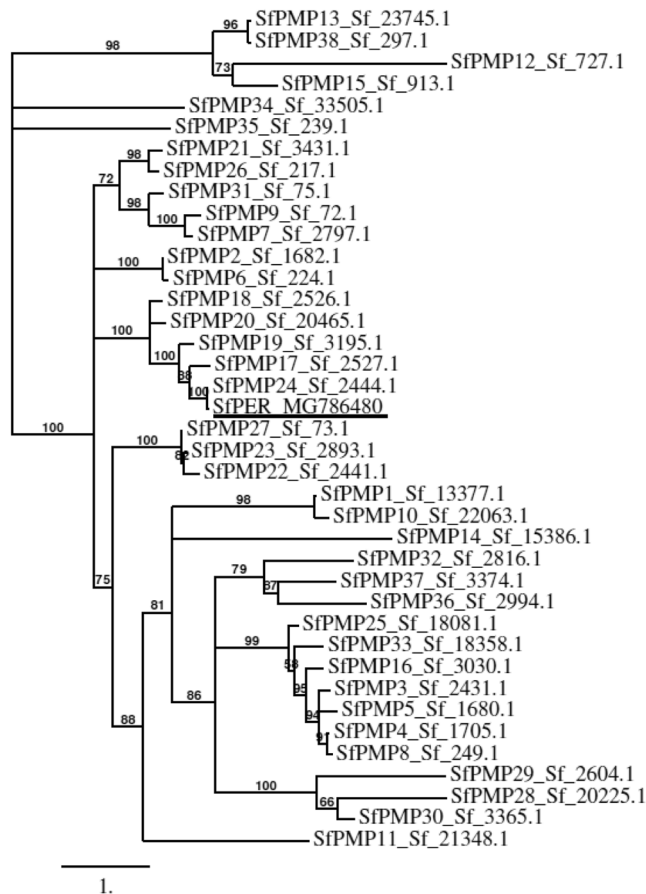 96 SfPMP13_Sf_23745.1
SfPMP38_Sf_297.1
98
SfPMP12_Sf_727.1
73
SfPMP15_Sf_913.1
SfPMP34_Sf_33505.1
SfPMP35_Sf_239.1
SfPMP21_Sf_3431.1
98
SfPMP26_Sf_217.1
72
SfPMP31_Sf_75.1
98
SfPMP9_Sf_72.1
100
SfPMP7_Sf_2797.1
SfPMP2_Sf_1682.1
100
SfPMP6_Sf_224.1
SfPMP18_Sf_2526.1
SfPMP20_Sf_20465.1
100
SfPMP19_Sf_3195.1
100
SfPMP17_Sf_2527.1
88
SfPMP24_Sf_2444.1
100
SfPER_MG786480
100
SfPMP27_Sf_73.1
100
SfPMP23_Sf_2893.1
SfPMP22_Sf_2441.1
SfPMP1_Sf_13377.1
98
SfPMP10_Sf_22063.1
SfPMP14_Sf_15386.1
SfPMP32_Sf_2816.1
79
SfPMP37_Sf_3374.1
87
75
SfPMP36_Sf_2994.1
81
SfPMP25_Sf_18081.1
99
SfPMP33_Sf_18358.1
58
SfPMP16_Sf_3030.1
95
SfPMP3_Sf_2431.1
86
SfPMP5_Sf_1680.1
94
88
SfPMP4_Sf_1705.1
91
SfPMP8_Sf_249.1
SfPMP29_Sf_2604.1
100
SfPMP28_Sf_20225.1
66
SfPMP30_Sf_3365.1
SfPMP11_Sf_21348.1
1.